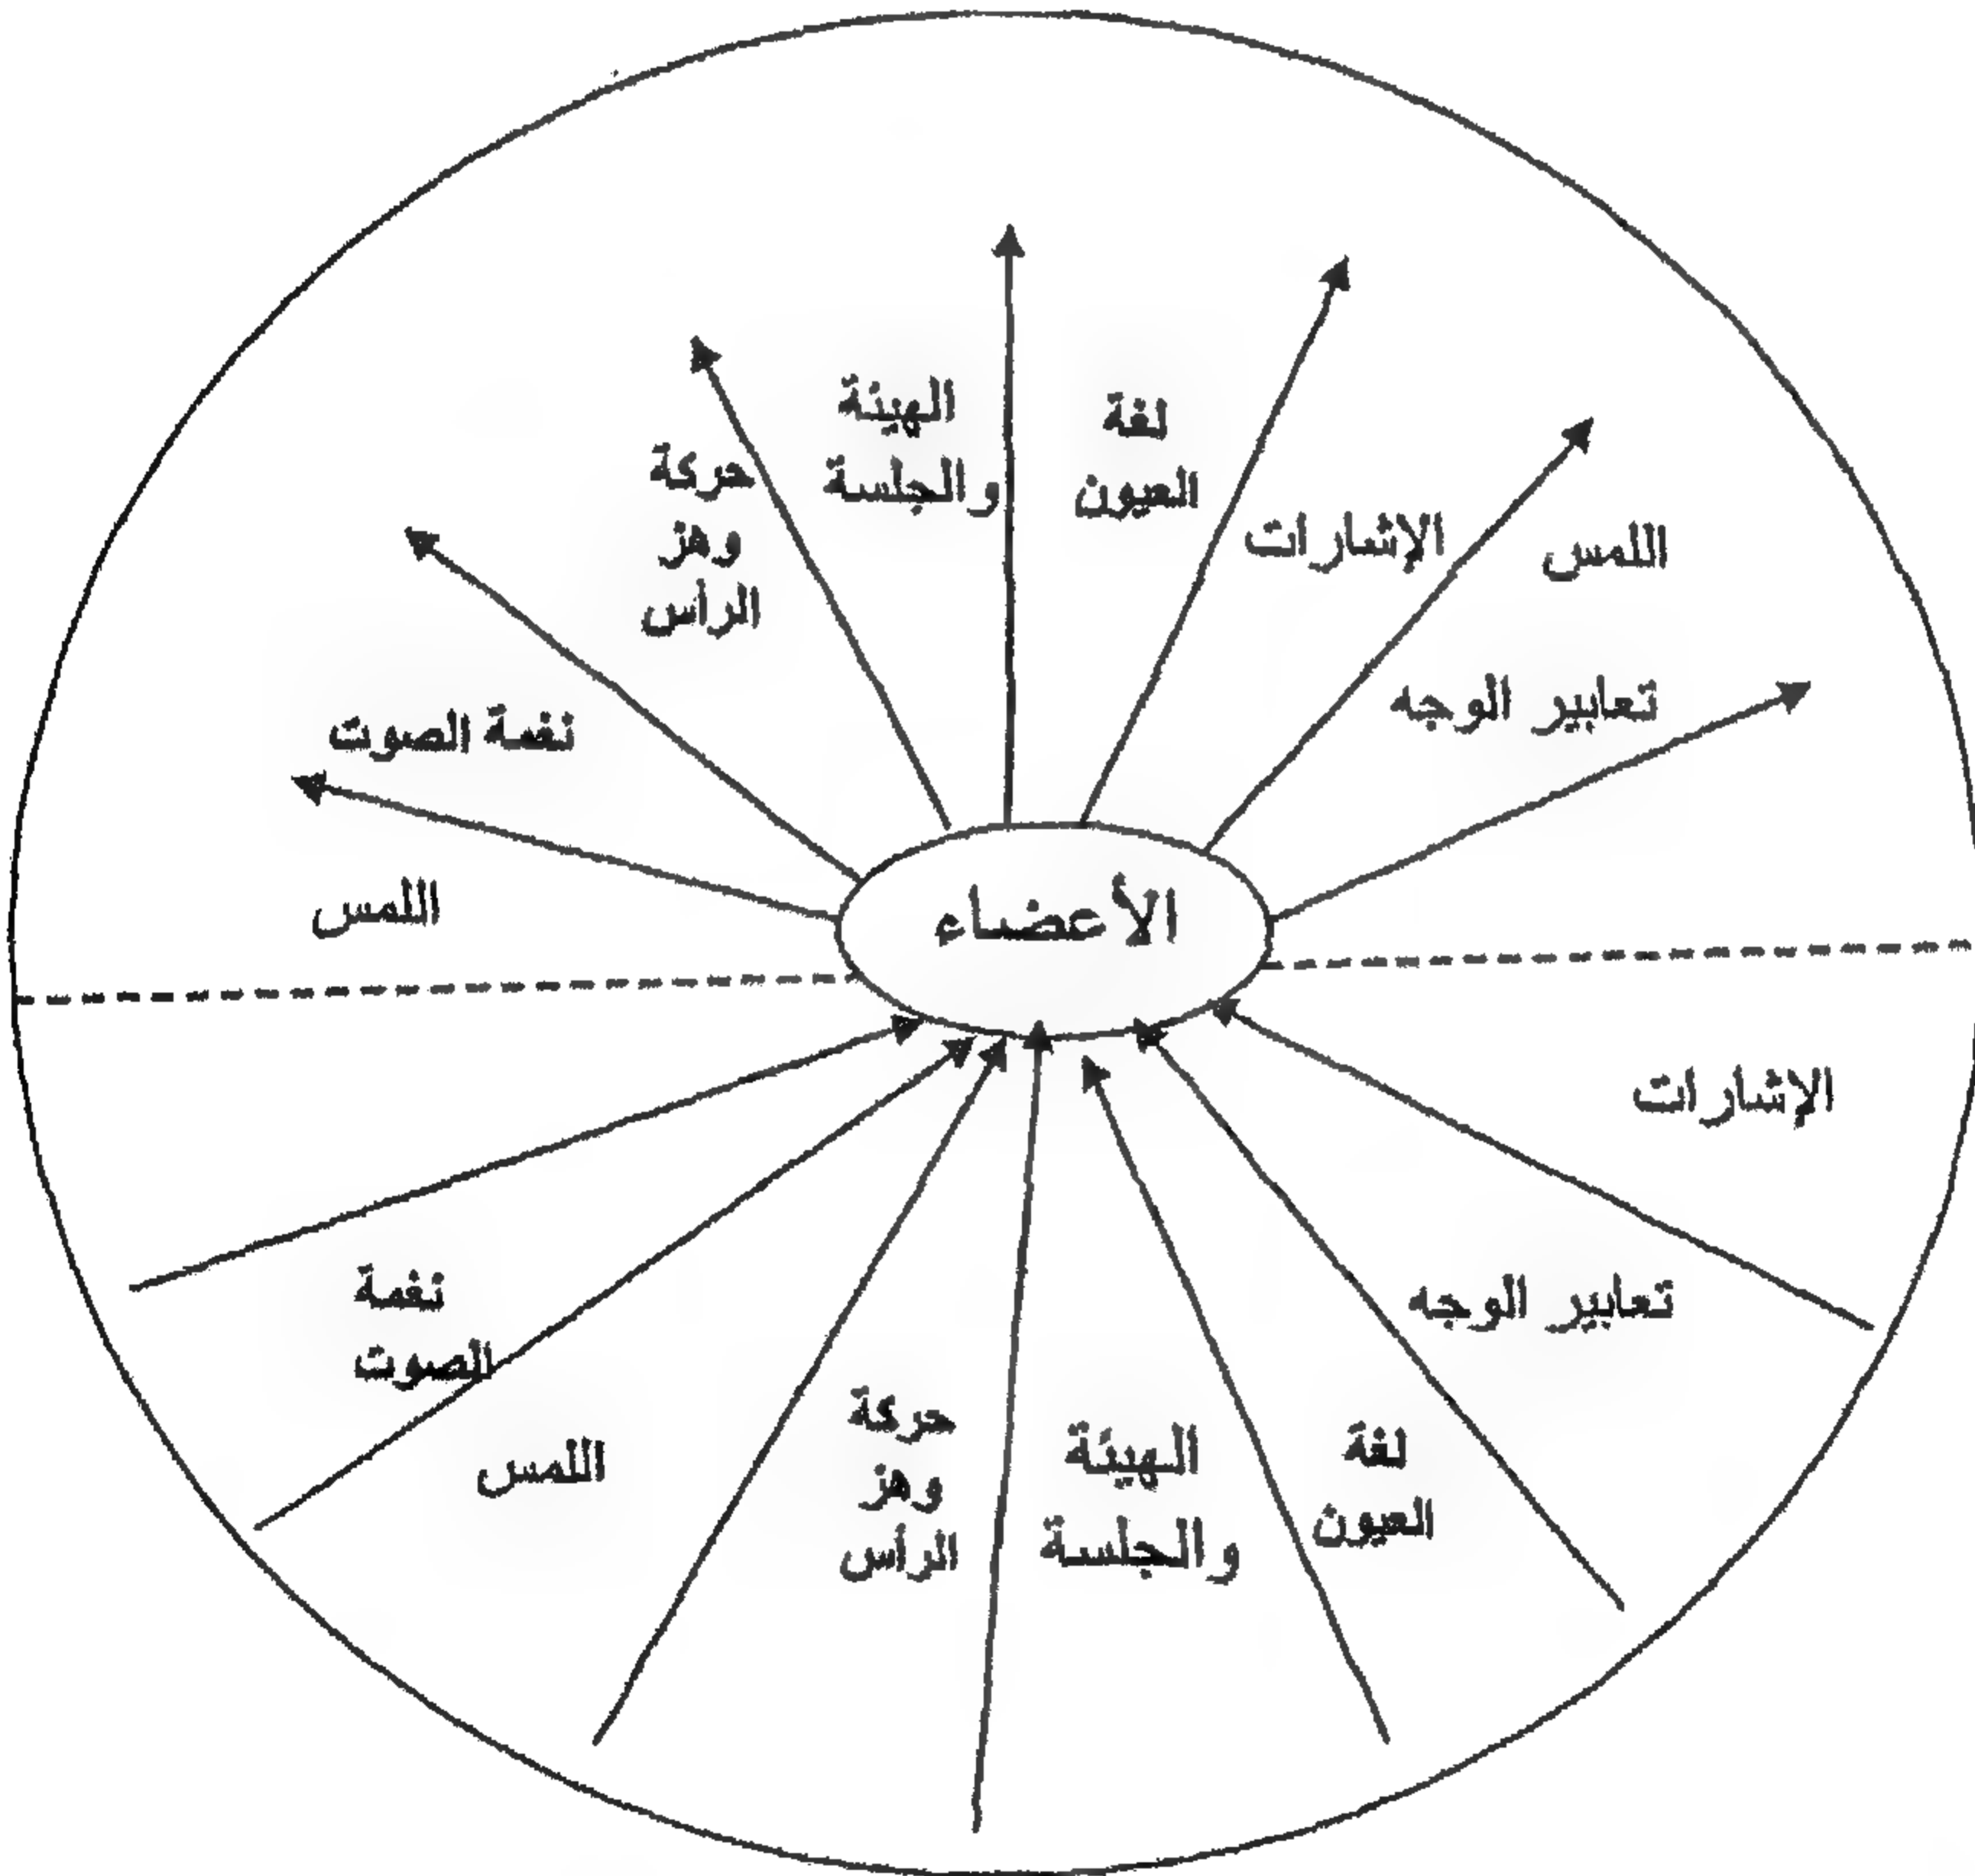 الهيئة
والجلسة
لغة
العيون
حركة
وهز
الرأس
الإشارات
اللمس
تعابير الوجه
نغمة الصوت
اللمس
الأعضاء
الإشارات
نغمة
الصوت
تعابير الوجه
اللمس
حركة
وهز
الرأس
الهيئة
والجلسة
لغة
العيون